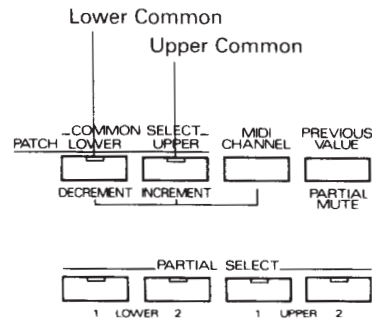 Lower Common
Upper Common
COMMON SELECT
PATCH LOWER UPPER MIDI CHANNEL PREVIOUS VALUE
DECREMENT INCREMENT PARTIAL MUTE
PARTIAL SELECT
1 LOWER 2 1 UPPER 2